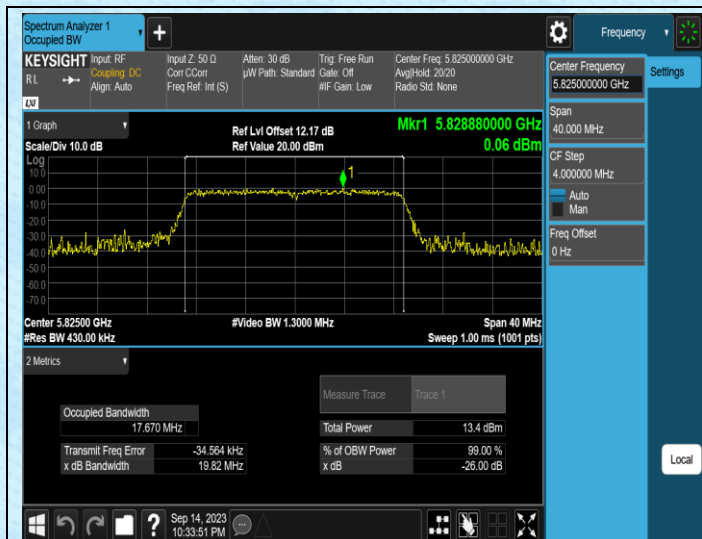 Spectrum Analyzer 1
Occupied BW
Frequency
KEYSIGHT
RL
LXI
Input: RF
Coupling: DC
Align: Auto
Input Z: 50 Ω
Corr CCorr
Freq Ref: Int (S)
Atten: 30 dB
µW Path: Standard
Trig: Free Run
Gate: Off
#IF Gain: Low
Center Freq: 5.825000000 GHz
Avg|Hold: 20/20
Radio Std: None
Center Frequency
5.825000000 GHz
Settings
Span
40.000 MHz
CF Step
4.000000 MHz
Auto
Man
Freq Offset
0 Hz
1 Graph
Scale/Div 10.0 dB
Ref Lvl Offset 12.17 dB
Ref Value 20.00 dBm
Mkr1 5.828880000 GHz
0.06 dBm
Log
10.0
0.00
-10.0
-20.0
-30.0
-40.0
-50.0
-60.0
-70.0
1
Center 5.82500 GHz
#Res BW 430.00 kHz
#Video BW 1.3000 MHz
Span 40 MHz
Sweep 1.00 ms (1001 pts)
2 Metrics
Measure Trace Trace 1
Occupied Bandwidth
17.670 MHz
Total Power 13.4 dBm
Transmit Freq Error -34.564 kHz
% of OBW Power 99.00 %
x dB Bandwidth 19.82 MHz
x dB -26.00 dB
Local
?
Sep 14, 2023
10:33:51 PM